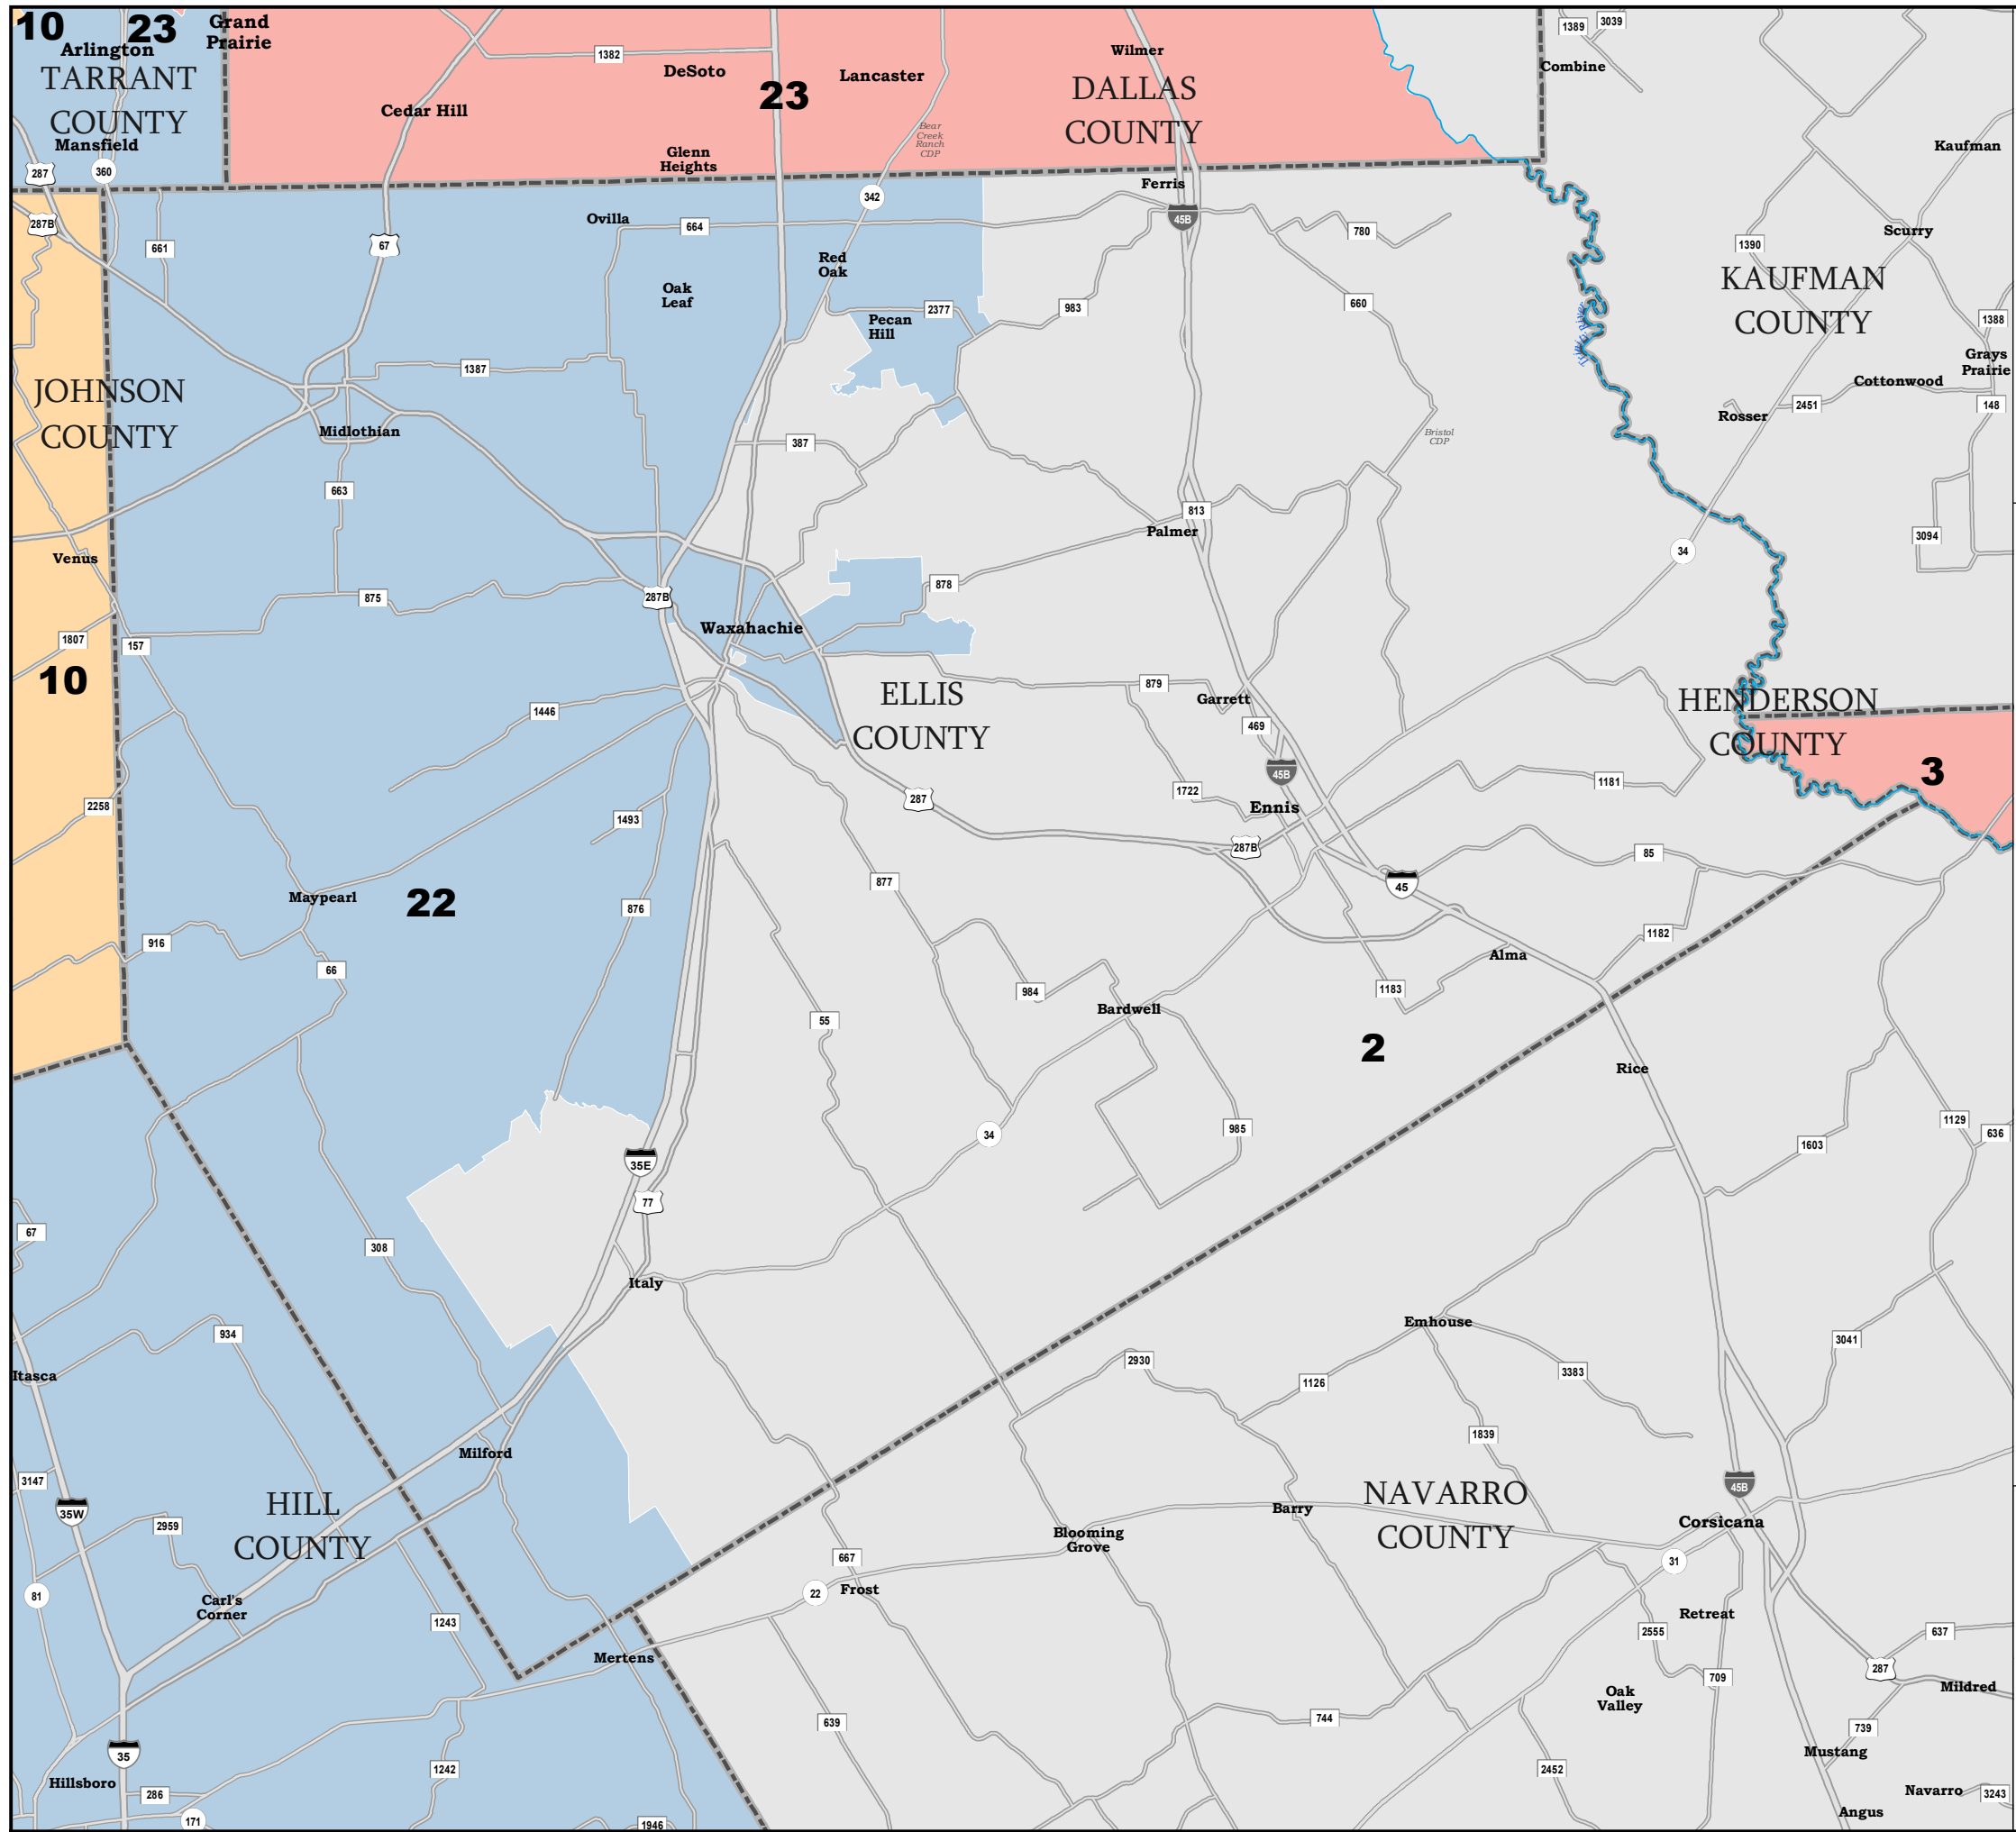 10
23
Grand
Prairie
Arlington
TARRANT
COUNTY
Mansfield
1382
DeSoto
23
Lancaster
Wilmer
DALLAS
COUNTY
Cedar Hill
Bear
Creek
Ranch
CDP
Glenn
Heights
1389
3039
Combine
Kaufman
287
360
342
Ferris
287B
661
67
Ovilla
664
45B
780
1390
Scurry
Red
Oak
Oak
Leaf
KAUFMAN
COUNTY
2377
983
660
Pecan
Hill
1388
Grays
Prairie
1387
JOHNSON
COUNTY
Cottonwood
2451
148
Rosser
Midlothian
387
Bristol
CDP
663
813
Palmer
3094
34
Venus
875
287B
878
1807
157
Waxahachie
10
879
ELLIS
COUNTY
Garrett
HENDERSON
COUNTY
1446
469
45B
3
1181
1722
2258
1493
287
Ennis
287B
85
877
45
Maypearl
22
876
916
66
1182
Alma
984
1183
Bardwell
55
2
Rice
1129
636
985
34
1603
35E
77
67
308
Italy
934
Emhouse
3041
2930
3383
1126
Itasca
1839
Milford
3147
45B
35W
HILL
COUNTY
NAVARRO
COUNTY
2959
Barry
Corsicana
Blooming
Grove
31
667
81
22
Frost
Carl's
Corner
1243
Retreat
2555
637
Mertens
287
709
Mildred
Oak
Valley
639
744
739
35
Mustang
1242
2452
Hillsboro
286
Navarro
3243
171
1946
Angus